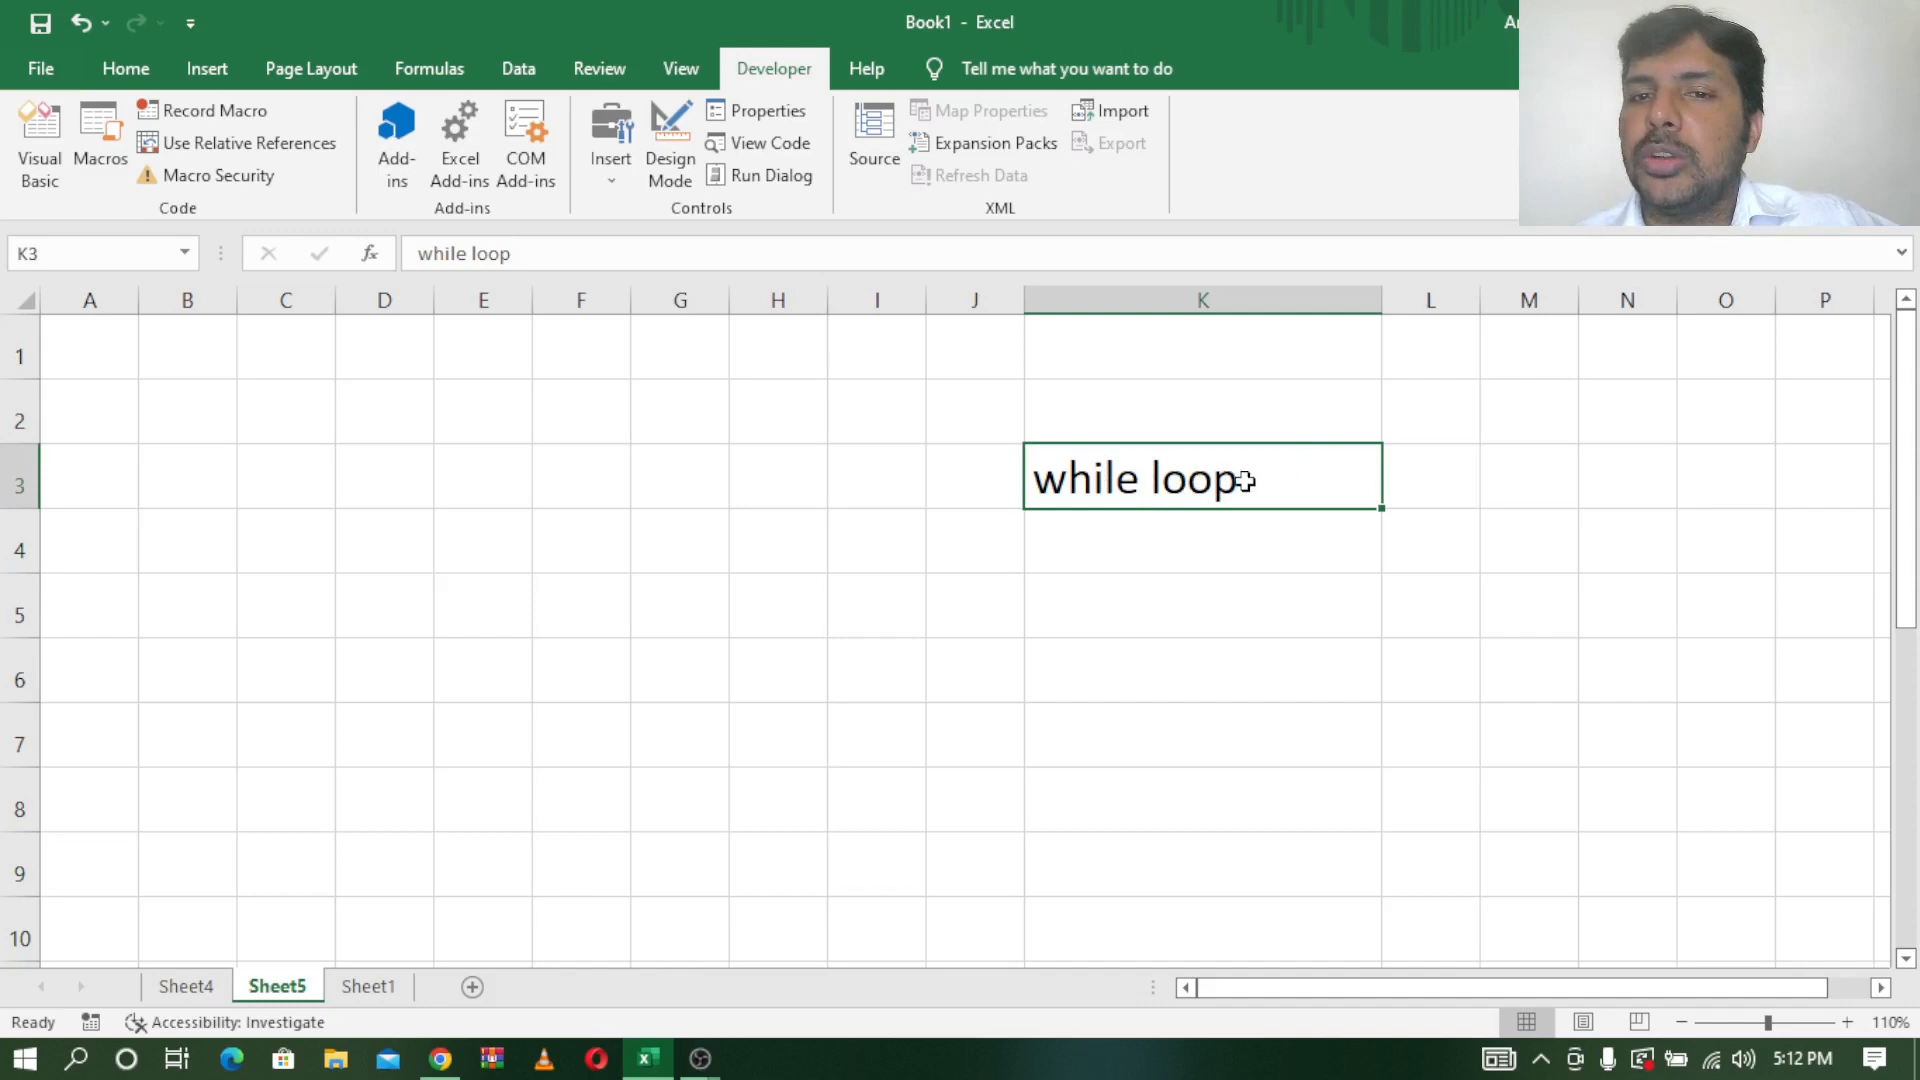 Book1 - Excel
File Home Insert Page Layout Formulas Data Review View Developer Help Tell me what you want to do
Visual Basic
Macros
Record Macro
Use Relative References
Macro Security
Code
Add-ins
Excel Add-ins
COM Add-ins
Add-ins
Insert
Design Mode
Properties
View Code
Run Dialog
Controls
Source
Map Properties
Expansion Packs
Refresh Data
Import
Export
XML
K3 fx while loop
A B C D E F G H I J K L M N O P
1
2
3 while loop
4
5
6
7
8
9
10
Sheet4 Sheet5 Sheet1
Ready Accessibility: Investigate 110%
5:12 PM